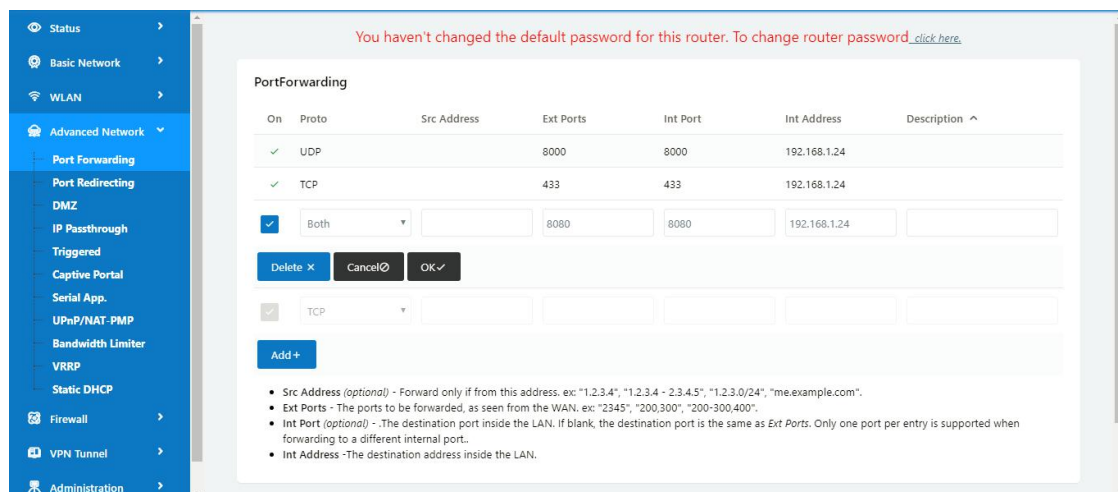 Status
Basic Network
WLAN
Advanced Network
Port Forwarding
Port Redirecting
DMZ
IP Passthrough
Triggered
Captive Portal
Serial App.
UPnP/NAT-PMP
Bandwidth Limiter
VRRP
Static DHCP
Firewall
VPN Tunnel
Administration
You haven't changed the default password for this router. To change router password click here.
PortForwarding
On Proto Src Address Ext Ports Int Port Int Address Description
UDP 8000 8000 192.168.1.24
TCP 433 433 192.168.1.24
Both 8080 8080 192.168.1.24
Delete Cancel OK
TCP
Add +
• Src Address (optional) - Forward only if from this address. ex: "1.2.3.4", "1.2.3.4 - 2.3.4.5", "1.2.3.0/24", "me.example.com".
• Ext Ports - The ports to be forwarded, as seen from the WAN. ex: "2345", "200,300", "200-300,400".
• Int Port (optional) - .The destination port inside the LAN. If blank, the destination port is the same as Ext Ports. Only one port per entry is supported when
forwarding to a different internal port..
• Int Address -The destination address inside the LAN.